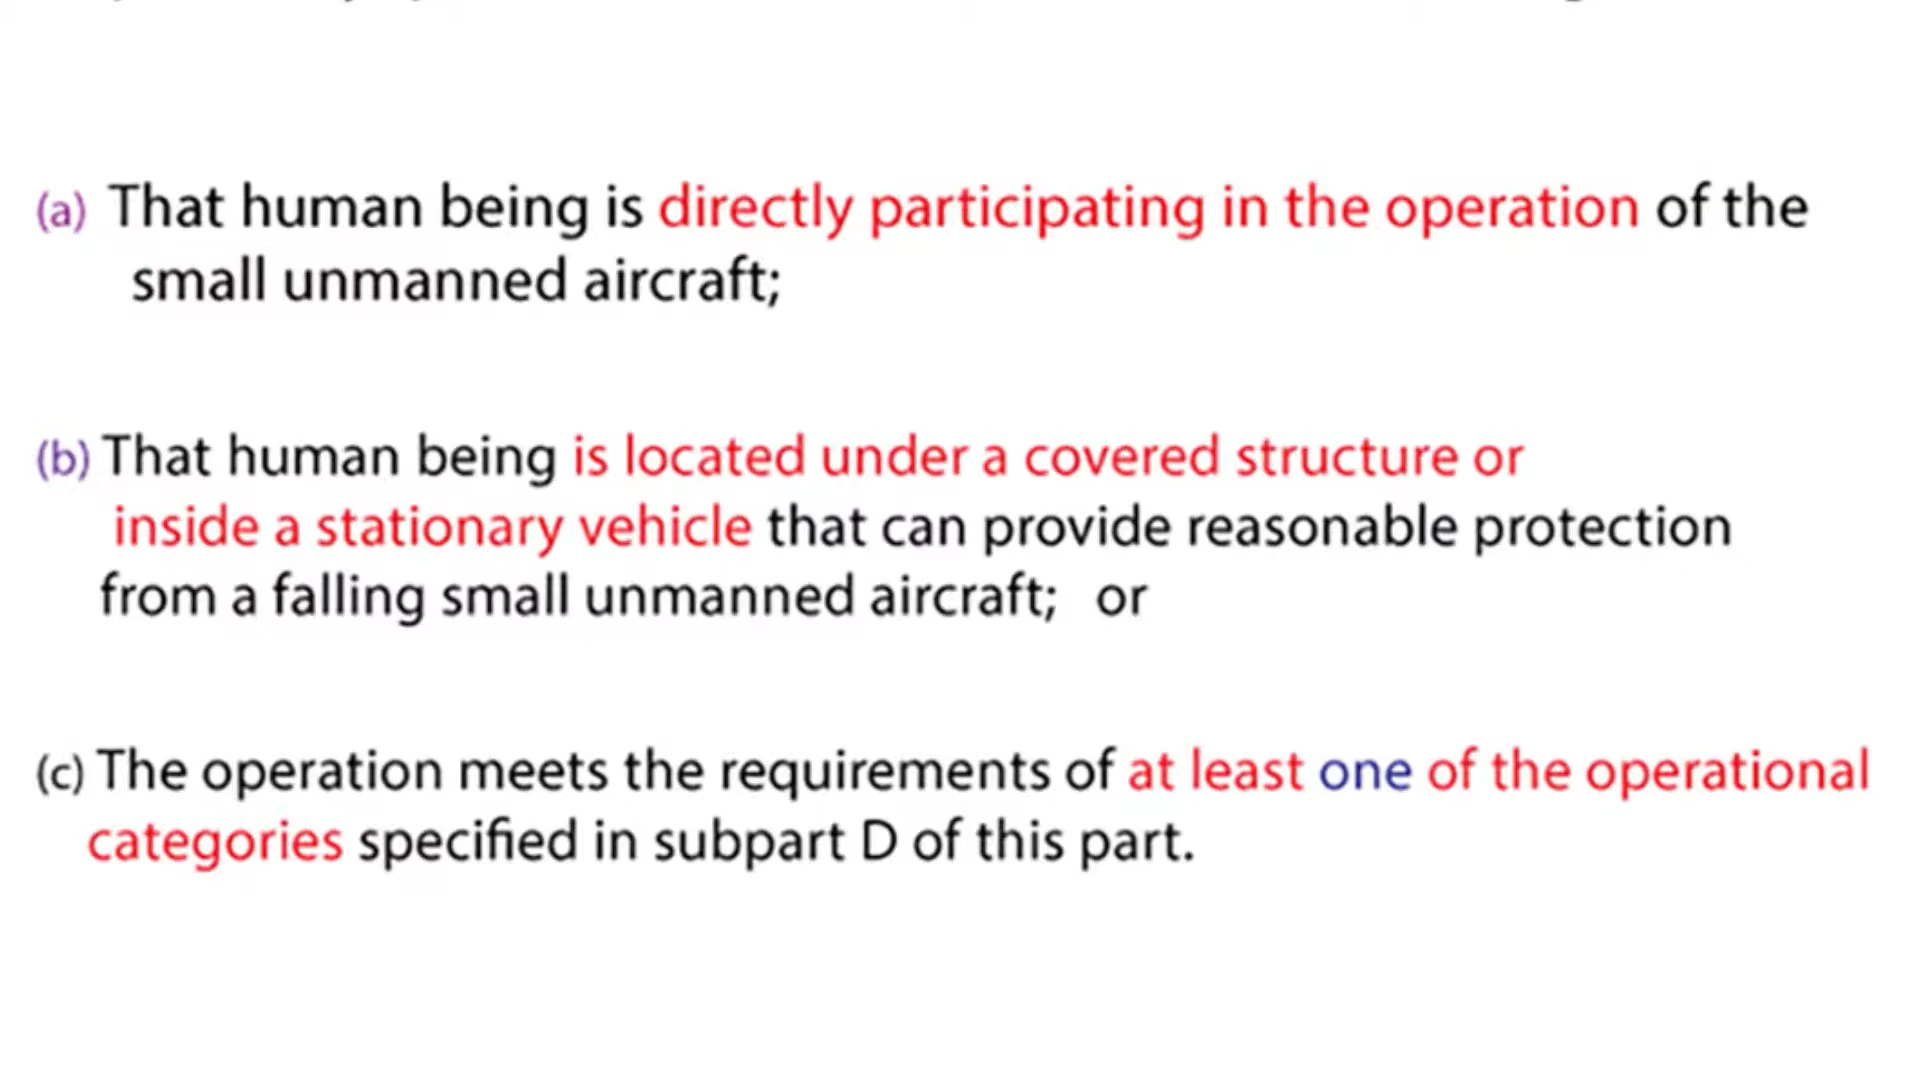 (a) That human being is directly participating in the operation of the
small unmanned aircraft;
(b) That human being is located under a covered structure or
inside a stationary vehicle that can provide reasonable protection
from a falling small unmanned aircraft; or
(c) The operation meets the requirements of at least one of the operational
categories specified in subpart D of this part.